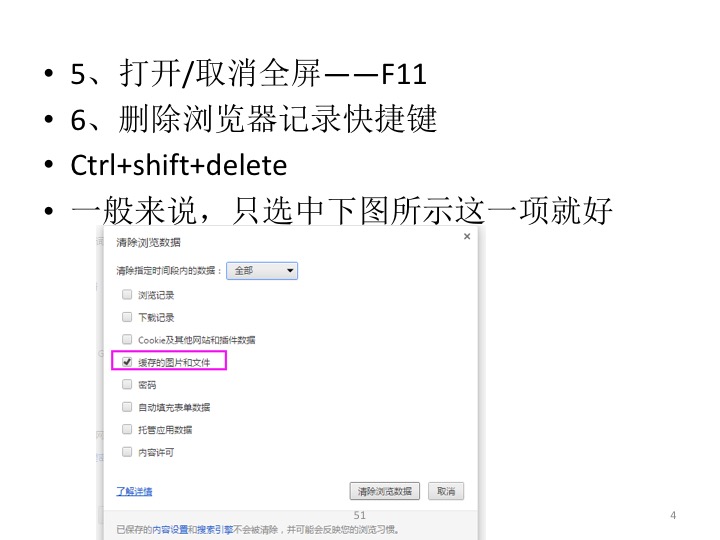 • 5、打开/取消全屏——F11
• 6、删除浏览器记录快捷键
• Ctrl+shift+delete
• 一般来说，只选中下图所示这一项就好
清除浏览数据 ×
清除指定时间段内的数据： 全部
浏览记录
下载记录
Cookie及其他网站和插件数据
缓存的图片和文件
密码
自动填充表单数据
托管应用数据
内容许可
了解详情 清除浏览数据 取消
已保存的内容设置和搜索引擎不会被清除，并可能会反映您的浏览习惯。
51 4